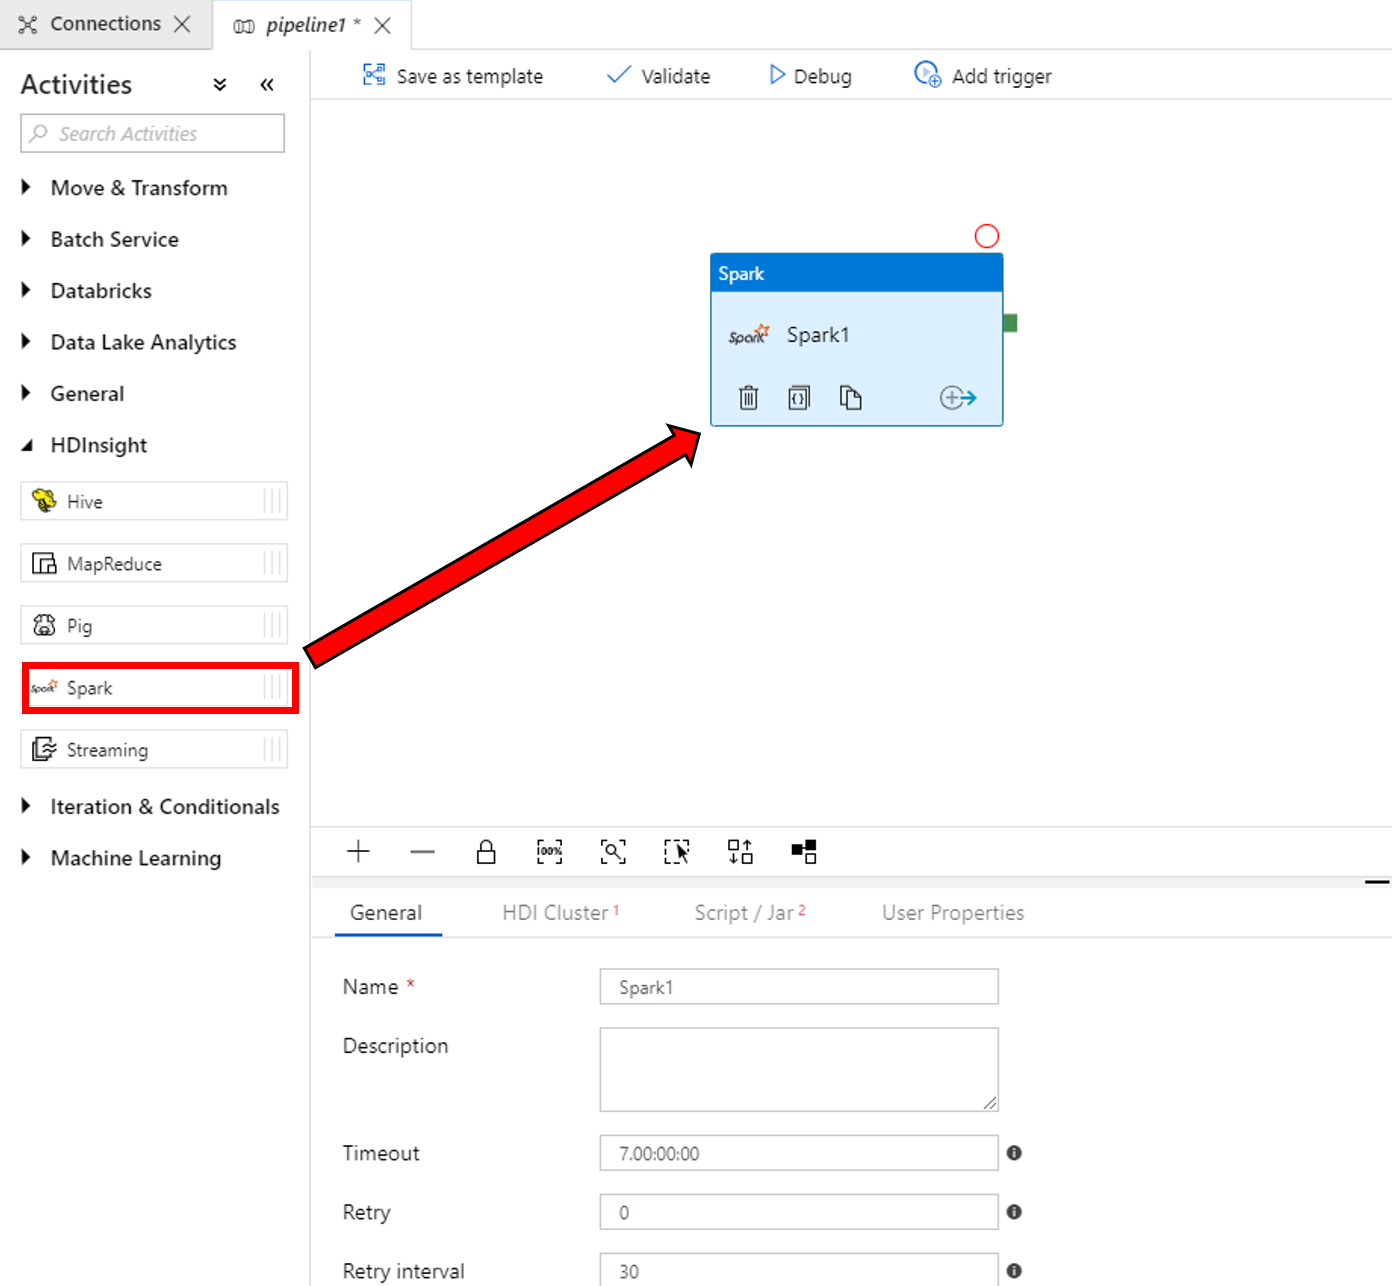 Connections
pipeline1 *
Activities
Save as template
Validate
Debug
Add trigger
Search Activities
Move & Transform
Batch Service
Databricks
Data Lake Analytics
General
HDInsight
Hive
MapReduce
Pig
Spark Spark
Streaming
Iteration & Conditionals
Machine Learning
Spark
Spark Spark1
100%
General
HDI Cluster 1
Script / Jar 2
User Properties
Name * Spark1
Description
Timeout 7.00:00:00
Retry 0
Retry interval 30